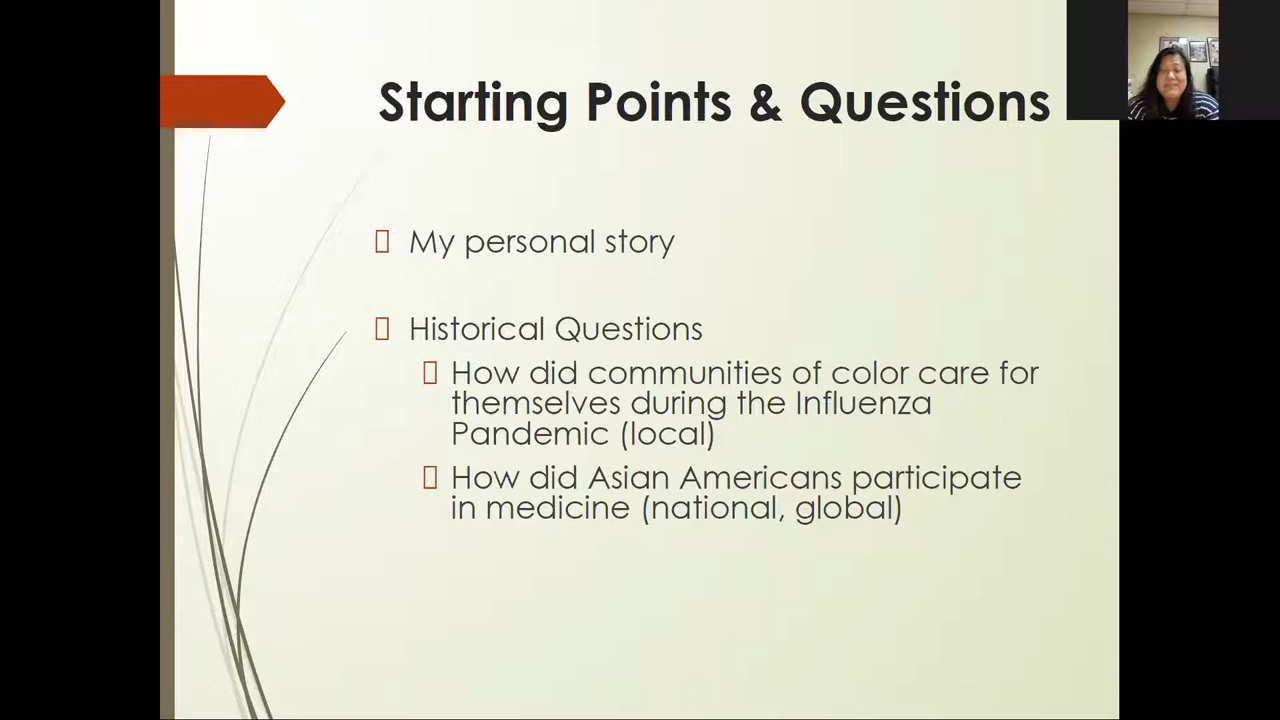 Starting Points & Questions
My personal story
Historical Questions
How did communities of color care for
themselves during the Influenza
Pandemic (local)
How did Asian Americans participate
in medicine (national, global)